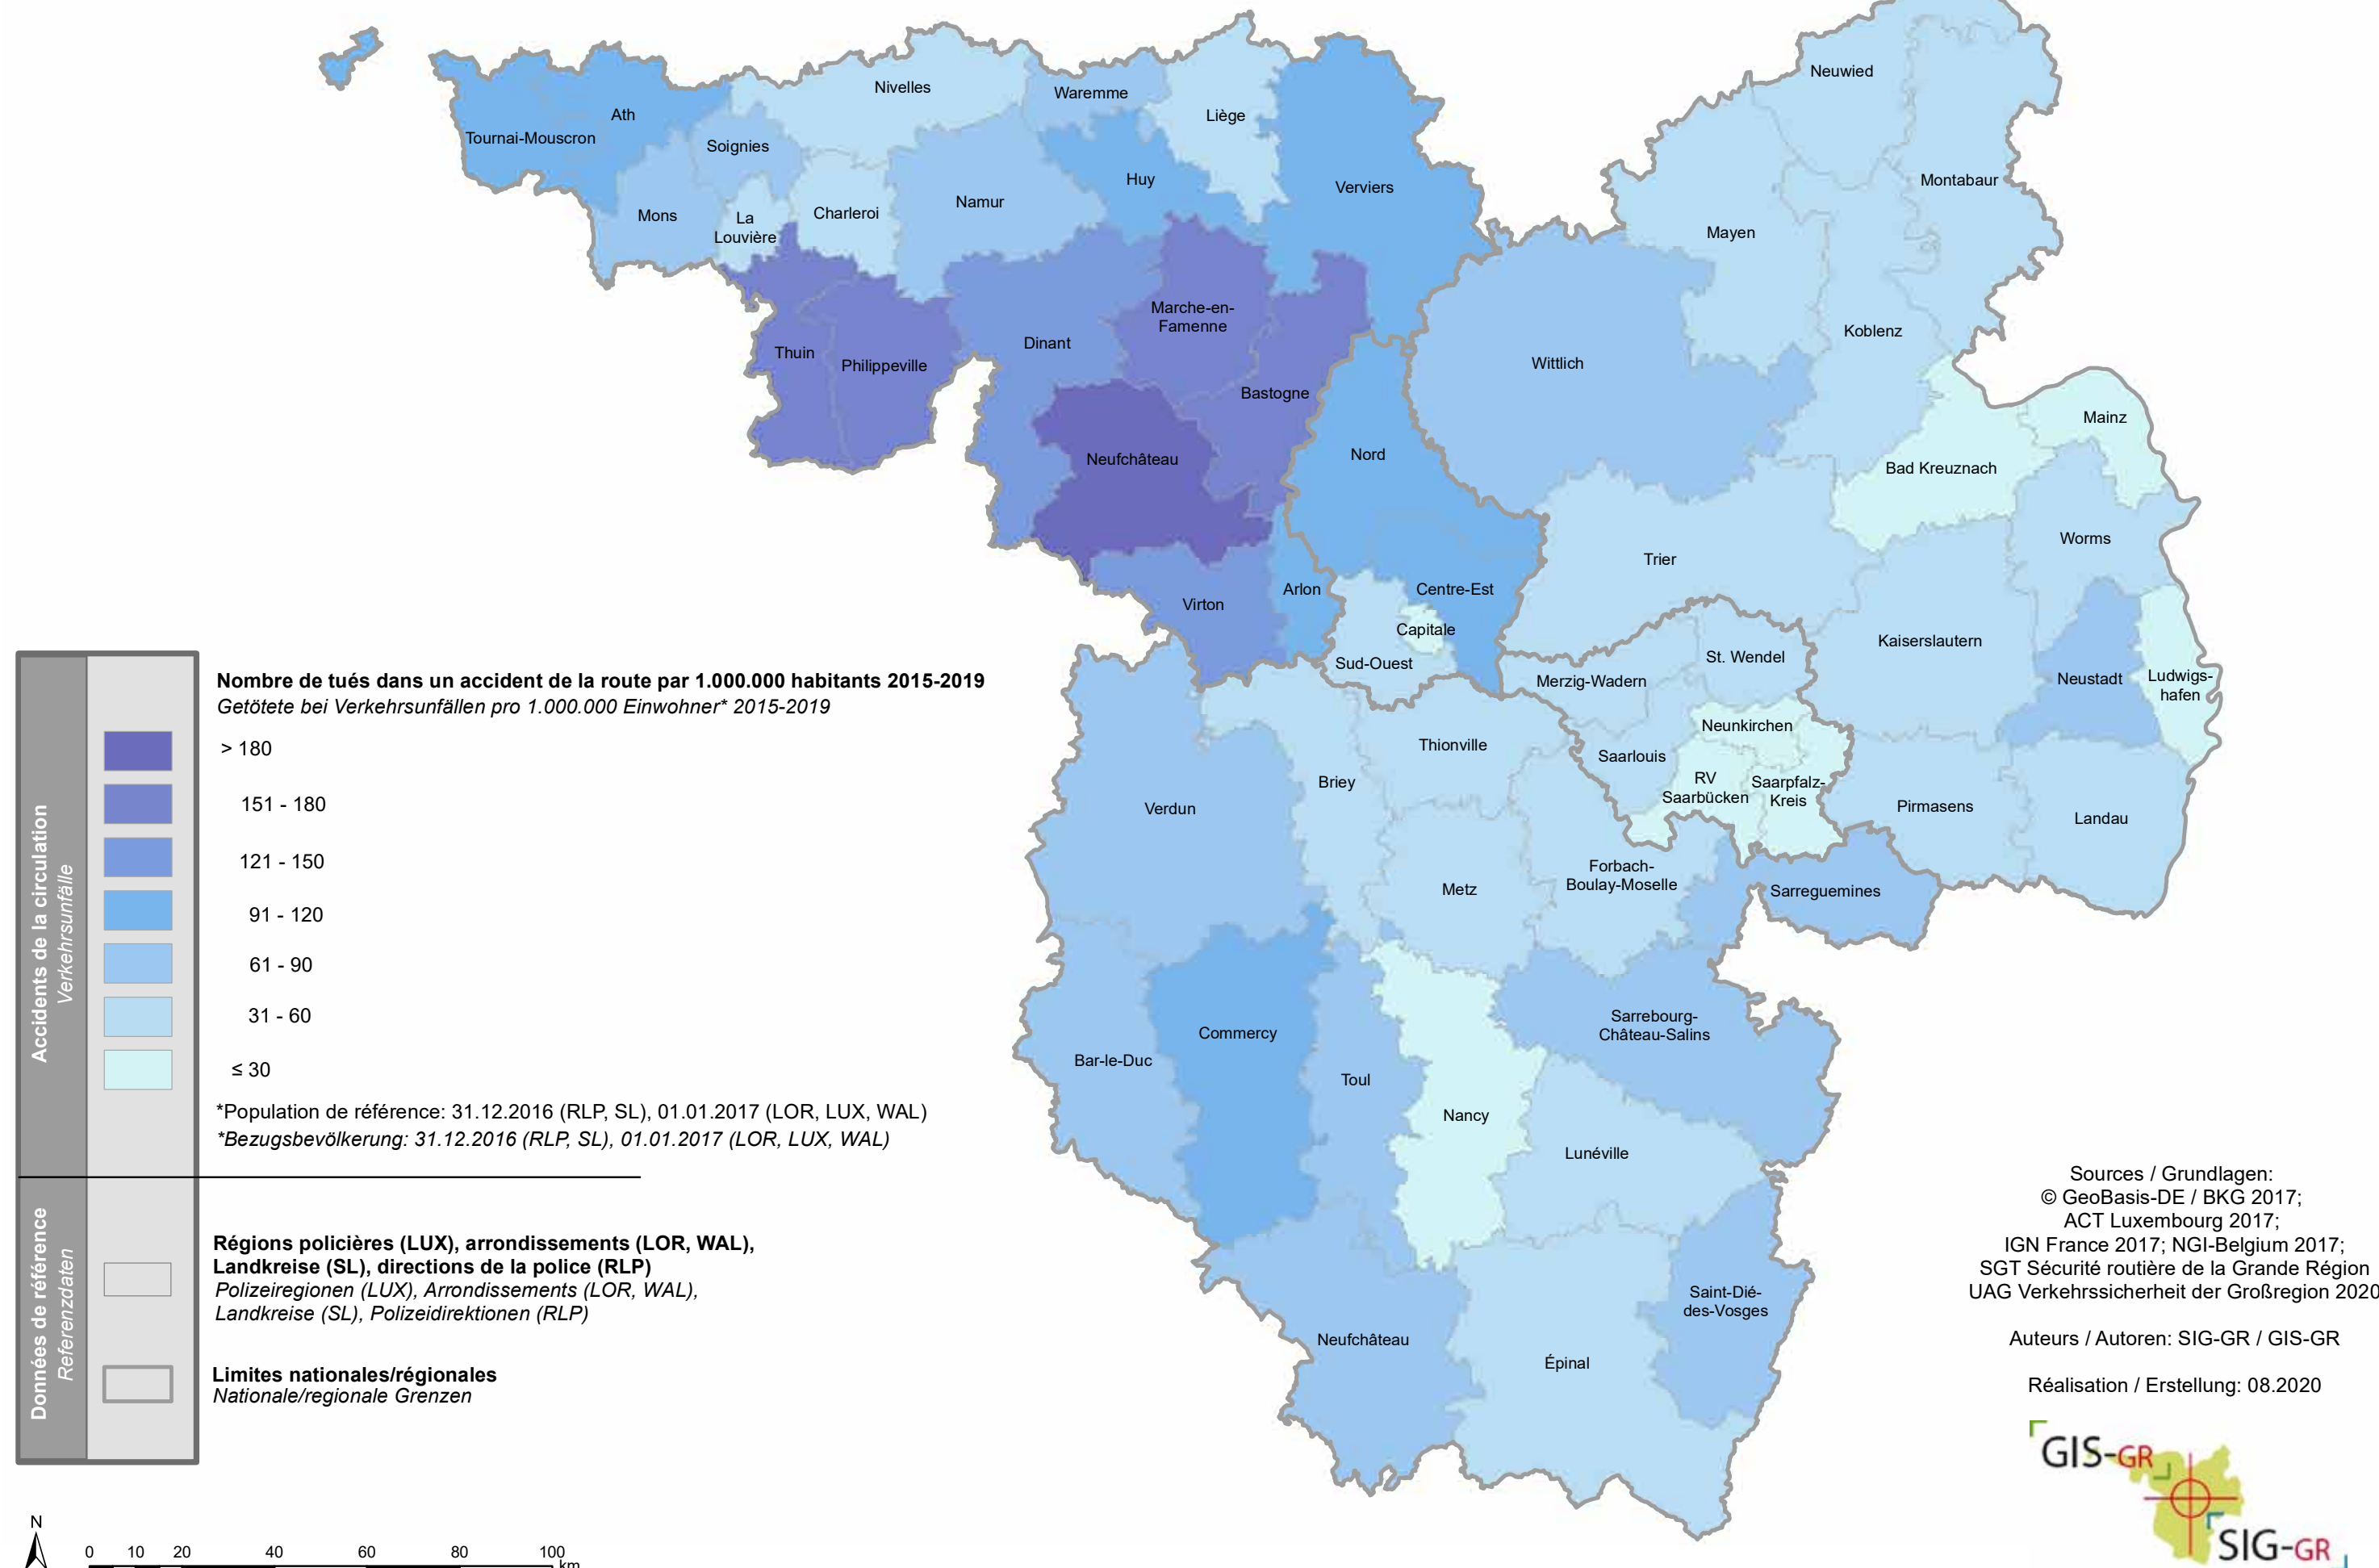 Neuwied
Nivelles
Waremme
Liège
Ath
Tournai-Mouscron
Soignies
Huy
Verviers
Montabaur
Namur
Charleroi
Mons
La
Louvière
Mayen
Marche-en-
Famenne
Koblenz
Dinant
Thuin
Philippeville
Wittlich
Bastogne
Mainz
Nord
Neufchâteau
Bad Kreuznach
Worms
Trier
Arlon
Centre-Est
Virton
Capitale
Kaiserslautern
Sud-Ouest
St. Wendel
Merzig-Wadern
Neustadt
Ludwigs-
hafen
Neunkirchen
Thionville
Saarlouis
Briey
RV
Saarbücken
Saarpfalz-
Kreis
Verdun
Pirmasens
Landau
Forbach-
Boulay-Moselle
Metz
Sarreguemines
Sarrebourg-
Château-Salins
Commercy
Bar-le-Duc
Toul
Nancy
Lunéville
Saint-Dié-
des-Vosges
Neufchâteau
Épinal
Accidents de la circulation
Verkehrsunfälle
Nombre de tués dans un accident de la route par 1.000.000 habitants 2015-2019
Getötete bei Verkehrsunfällen pro 1.000.000 Einwohner* 2015-2019
> 180
151 - 180
121 - 150
91 - 120
61 - 90
31 - 60
≤ 30
*Population de référence: 31.12.2016 (RLP, SL), 01.01.2017 (LOR, LUX, WAL)
*Bezugsbevölkerung: 31.12.2016 (RLP, SL), 01.01.2017 (LOR, LUX, WAL)
Données de référence
Referenzdaten
Régions policières (LUX), arrondissements (LOR, WAL),
Landkreise (SL), directions de la police (RLP)
Polizeiregionen (LUX), Arrondissements (LOR, WAL),
Landkreise (SL), Polizeidirektionen (RLP)
Limites nationales/régionales
Nationale/regionale Grenzen
N
0 10 20 40 60 80 100
km
Sources / Grundlagen:
© GeoBasis-DE / BKG 2017;
ACT Luxembourg 2017;
IGN France 2017; NGI-Belgium 2017;
SGT Sécurité routière de la Grande Région
UAG Verkehrssicherheit der Großregion 2020
Auteurs / Autoren: SIG-GR / GIS-GR
Réalisation / Erstellung: 08.2020
GIS-GR
SIG-GR